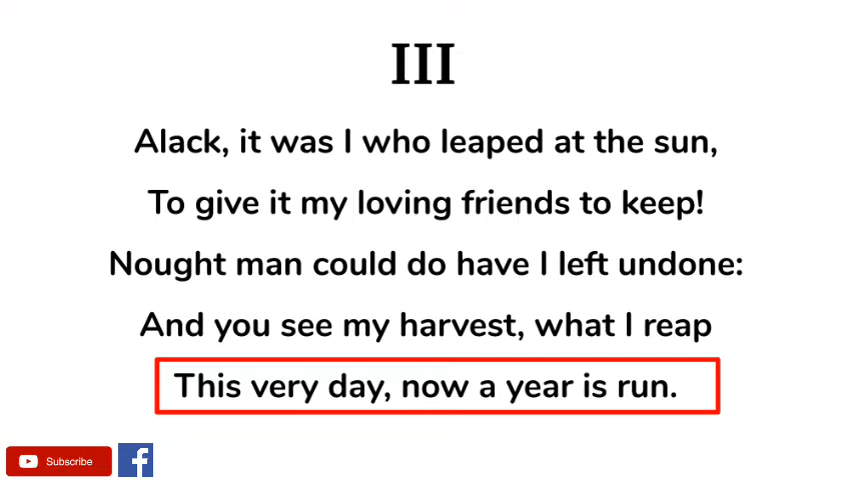 III
Alack, it was I who leaped at the sun,
To give it my loving friends to keep!
Nought man could do have I left undone:
And you see my harvest, what I reap
This very day, now a year is run.
Subscribe
f